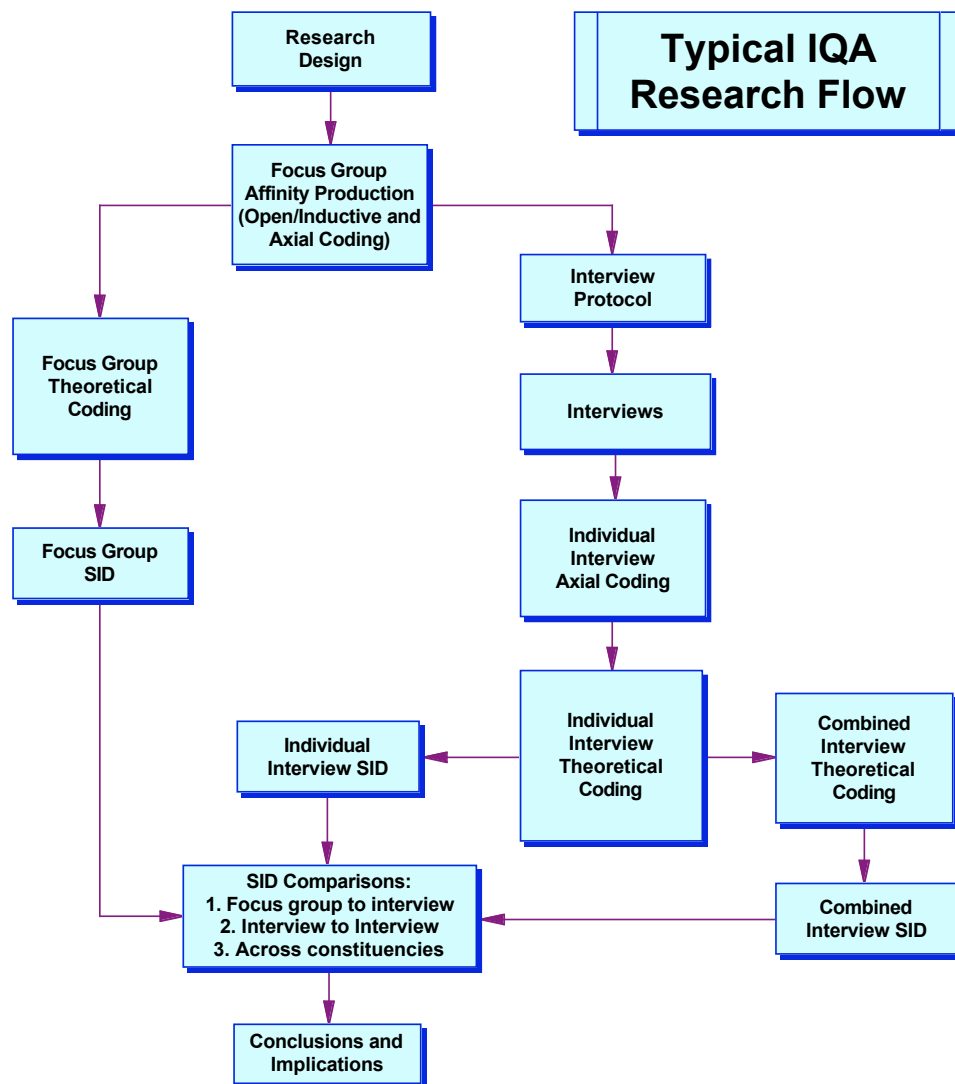 Typical IQA
Research Flow
Research
Design
Focus Group
Affinity Production
(Open/Inductive and
Axial Coding)
Interview
Protocol
Focus Group
Theoretical
Coding
Interviews
Individual
Interview
Axial Coding
Focus Group
SID
Individual
Interview
Theoretical
Coding
Combined
Interview
Theoretical
Coding
Individual
Interview SID
SID Comparisons:
1. Focus group to interview
2. Interview to Interview
3. Across constituencies
Combined
Interview SID
Conclusions and
Implications